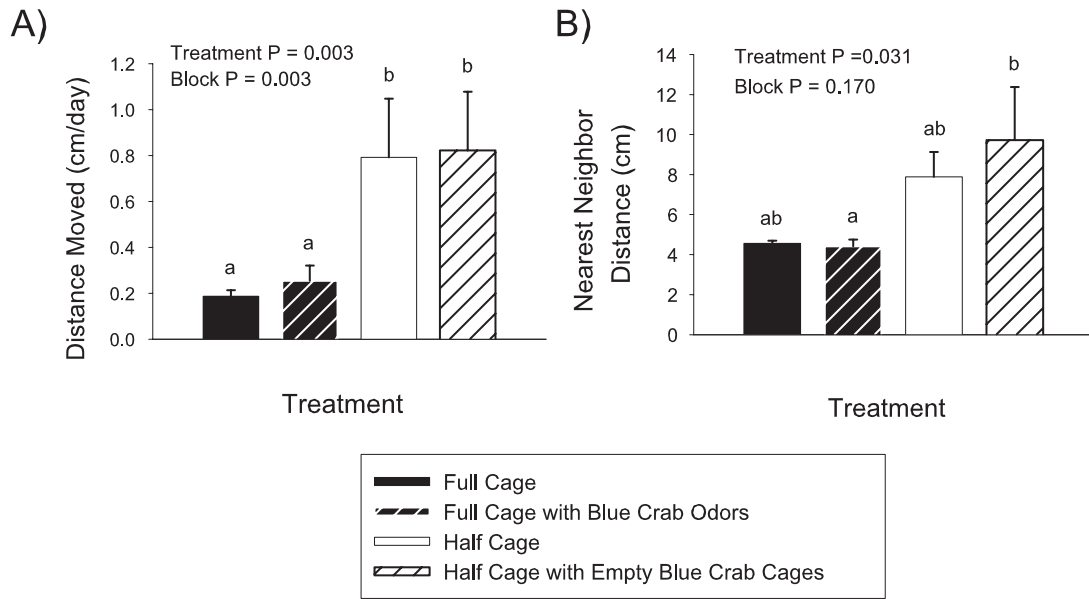 A)
Treatment P = 0.003
Block P = 0.003
Distance Moved (cm/day)
1.2
1.0
0.8
0.6
0.4
0.2
0.0
a
a
b
b
Treatment
B)
Treatment P =0.031
Block P = 0.170
Nearest Neighbor
Distance (cm)
14
12
10
8
6
4
2
0
ab
a
ab
b
Treatment
Full Cage
Full Cage with Blue Crab Odors
Half Cage
Half Cage with Empty Blue Crab Cages